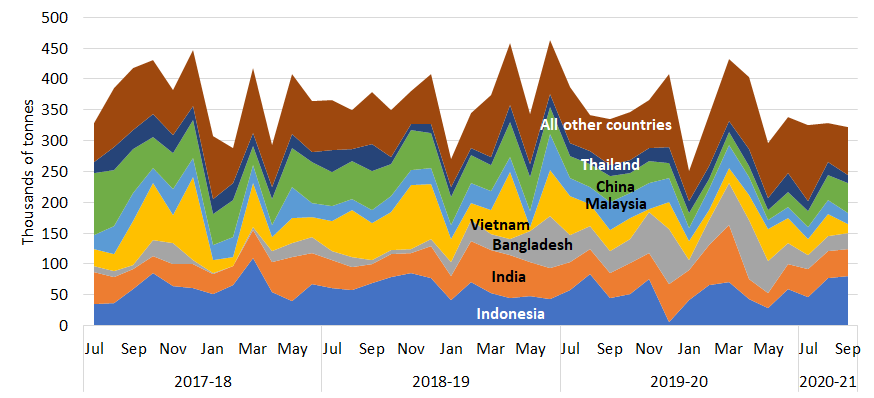 500
450
400
350
300
250
200
150
100
50
0
Thousands of tonnes
All other countries
Thailand
China
Malaysia
Vietnam
Bangladesh
India
Indonesia
Jul Sep Nov Jan Mar May Jul Sep Nov Jan Mar May Jul Sep Nov Jan Mar May Jul Sep
2017-18 2018-19 2019-20 2020-21